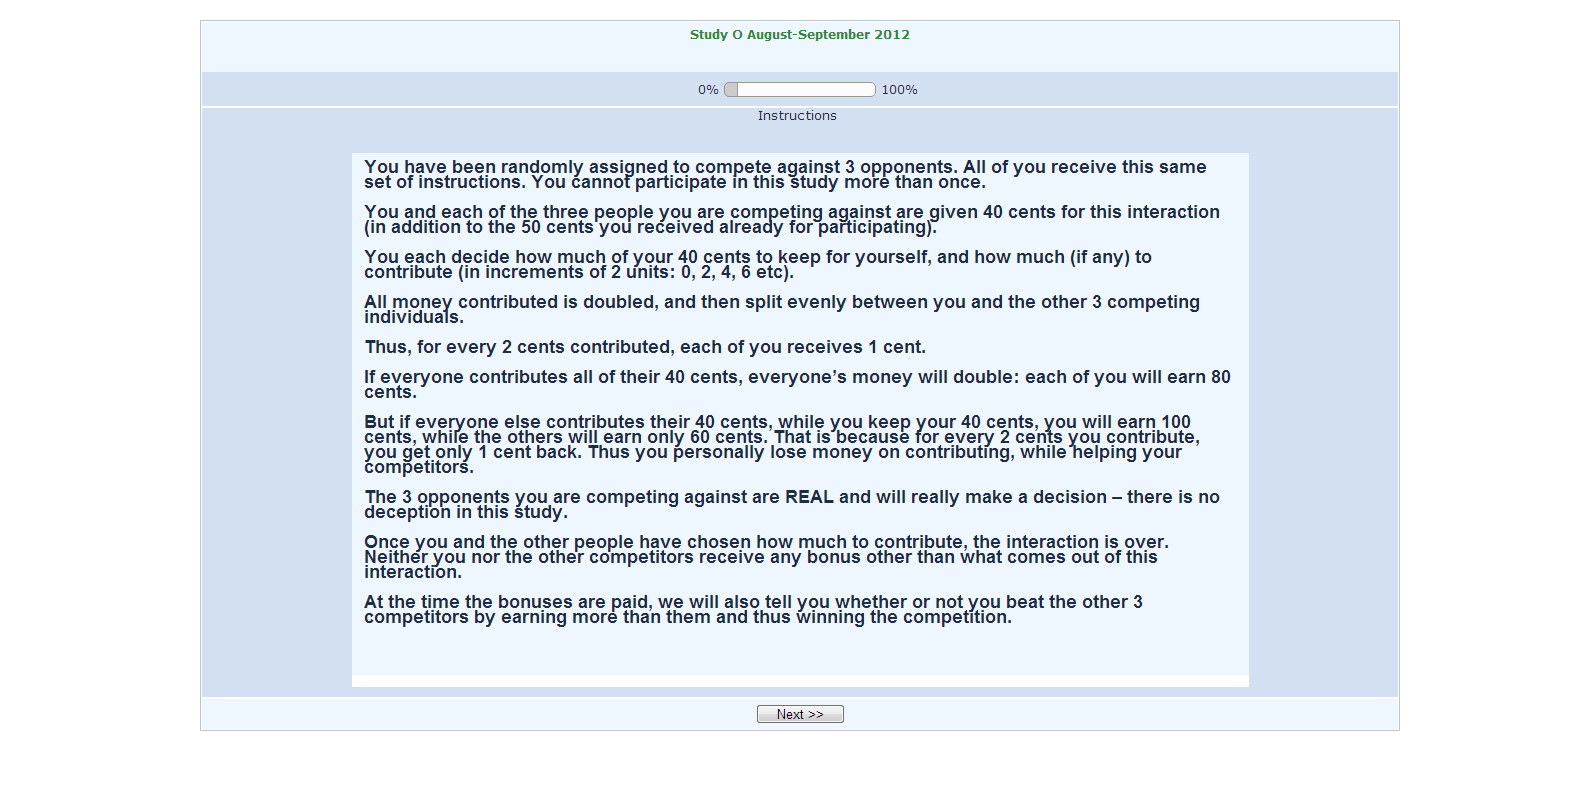 Study O August-September 2012
0% 100%
Instructions
You have been randomly assigned to compete against 3 opponents. All of you receive this same
set of instructions. You cannot participate in this study more than once.
You and each of the three people you are competing against are given 40 cents for this interaction
(in addition to the 50 cents you received already for participating).
You each decide how much of your 40 cents to keep for yourself, and how much (if any) to
contribute (in increments of 2 units: 0, 2, 4, 6 etc).
All money contributed is doubled, and then split evenly between you and the other 3 competing
individuals.
Thus, for every 2 cents contributed, each of you receives 1 cent.
If everyone contributes all of their 40 cents, everyone’s money will double: each of you will earn 80
cents.
But if everyone else contributes their 40 cents, while you keep your 40 cents, you will earn 100
cents, while the others will earn only 60 cents. That is because for every 2 cents you contribute,
you get only 1 cent back. Thus you personally lose money on contributing, while helping your
competitors.
The 3 opponents you are competing against are REAL and will really make a decision – there is no
deception in this study.
Once you and the other people have chosen how much to contribute, the interaction is over.
Neither you nor the other competitors receive any bonus other than what comes out of this
interaction.
At the time the bonuses are paid, we will also tell you whether or not you beat the other 3
competitors by earning more than them and thus winning the competition.
Next >>